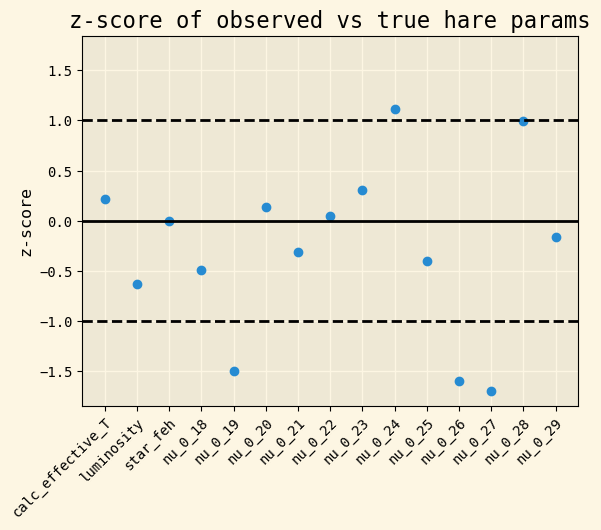 z-score of observed vs true hare params
z-score
1.5
1.0
0.5
0.0
−0.5
−1.0
−1.5
calc_effective_T
luminosity
star_feh
nu_0_18
nu_0_19
nu_0_20
nu_0_21
nu_0_22
nu_0_23
nu_0_24
nu_0_25
nu_0_26
nu_0_27
nu_0_28
nu_0_29